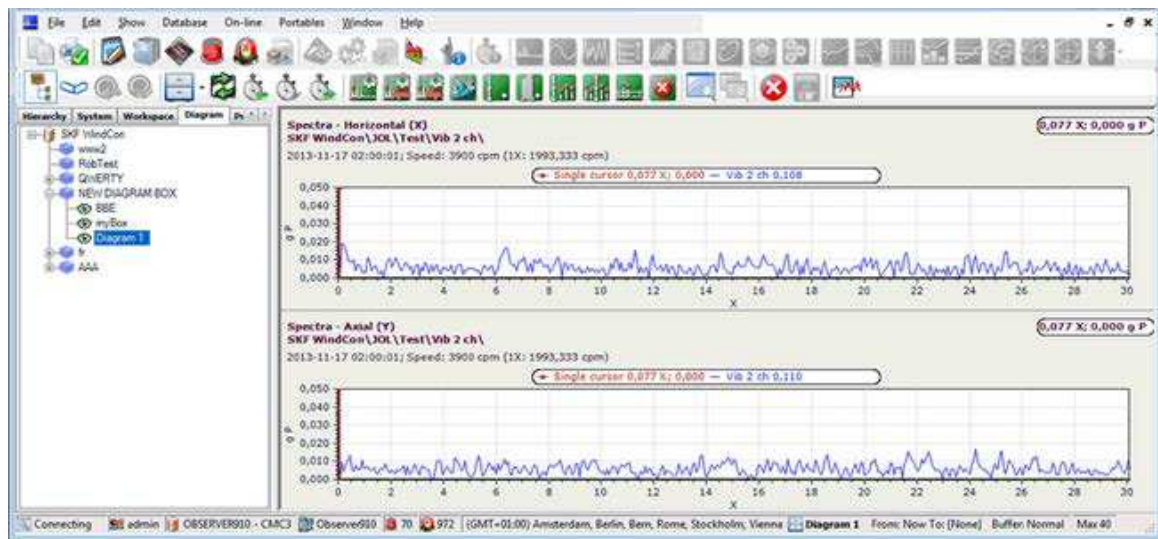 File Edit Show Database On-line Portables Window Help
Hierarchy System Workspace Diagram
SKF WindCon
www2
RobTest
QWERTY
NEW DIAGRAM BOX
BBE
myBox
Diagram 1
fr
AAA
Spectra - Horizontal (X)
0,077 X; 0,000 g P
SKF WindCon\JOL\Test\Vib 2 ch\
2013-11-17 02:00:01; Speed: 3900 cpm (1X: 1993,333 cpm)
Single cursor 0,077 X; 0,000 — Vib 2 ch 0,108
0,050
0,040
0,030
0,020
0,010
0,000
g P
0 2 4 6 8 10 12 14 16 18 20 22 24 26 28 30
X
Spectra - Axial (Y)
0,077 X; 0,000 g P
SKF WindCon\JOL\Test\Vib 2 ch\
2013-11-17 02:00:01; Speed: 3900 cpm (1X: 1993,333 cpm)
Single cursor 0,077 X; 0,000 — Vib 2 ch 0,110
0,050
0,040
0,030
0,020
0,010
0,000
g P
0 2 4 6 8 10 12 14 16 18 20 22 24 26 28 30
X
Connecting admin OBSERVER910 - CMC3 Observer910 70 972 (GMT+01:00) Amsterdam, Berlin, Bern, Rome, Stockholm, Vienna Diagram 1 From: Now To: [None] Buffer: Normal Max 40